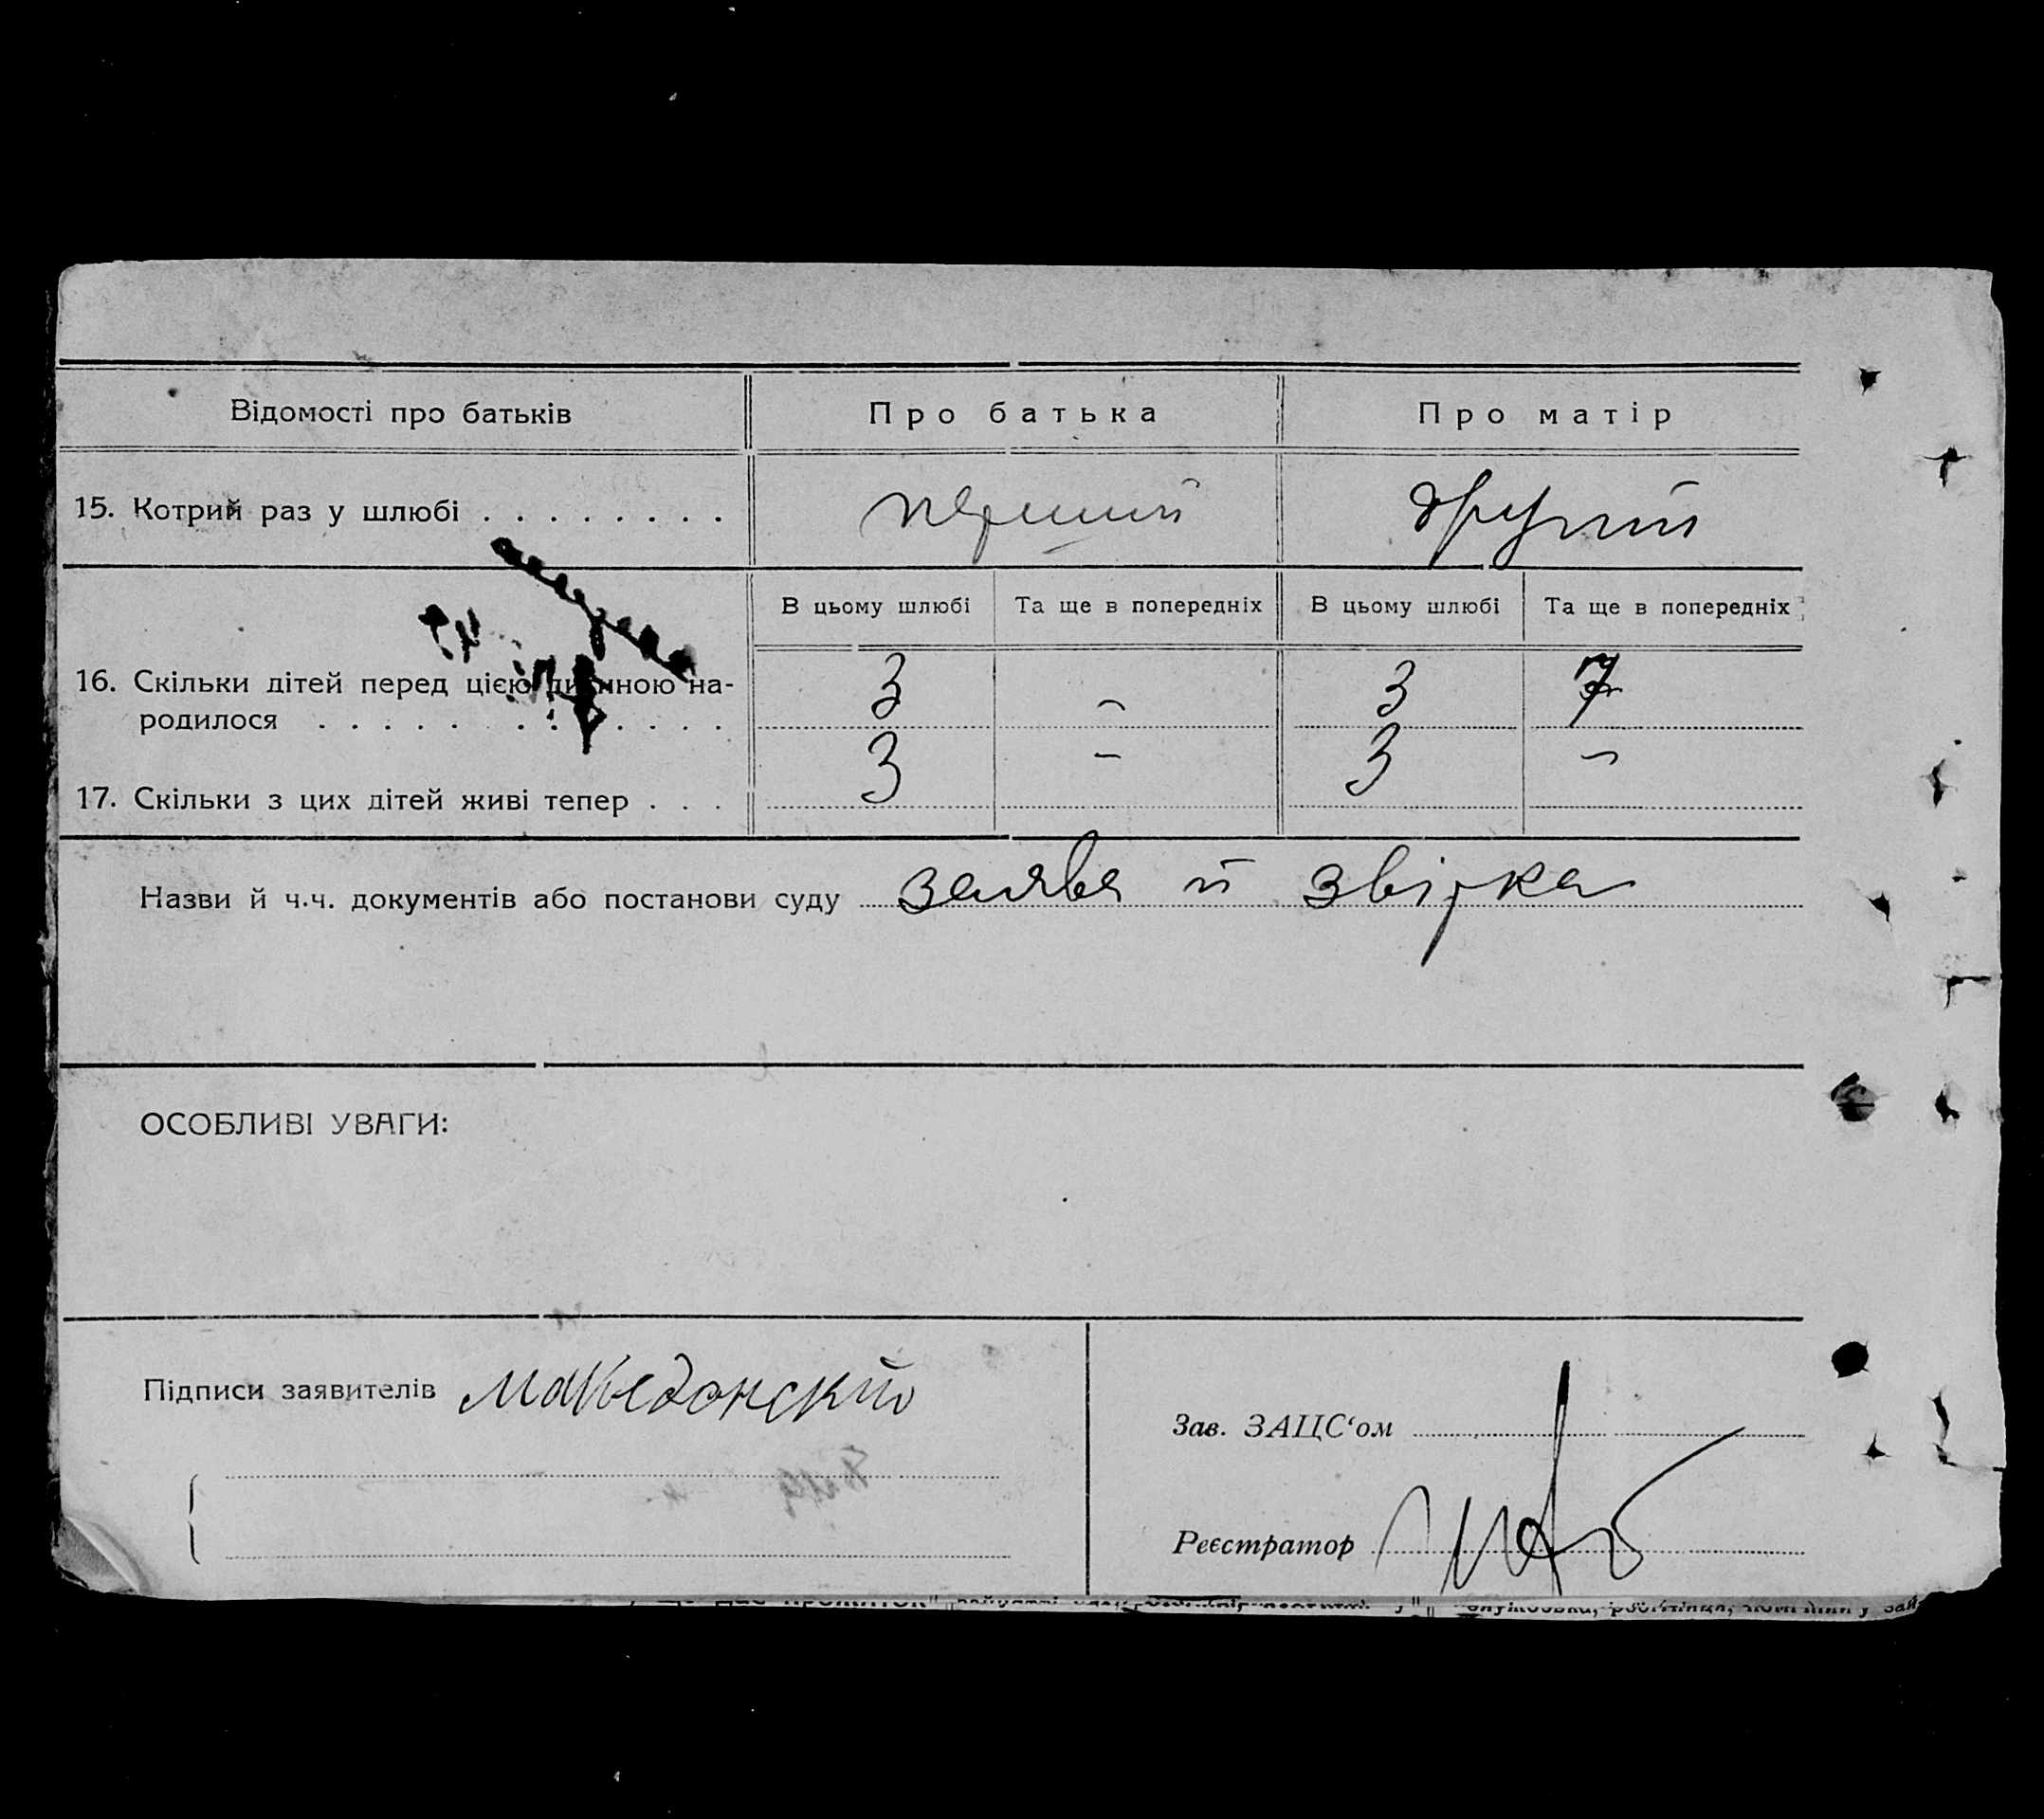 Відомості про батьків
Про батька
Про матір
15. Котрий раз у шлюбі . . . . . . . .
перший
другий
В цьому шлюбі
Та ще в попередніх
В цьому шлюбі
Та ще в попередніх
16. Скільки дітей перед цією дитиною на-
родилося . . . . . . . . . . . .
3
–
3
7
17. Скільки з цих дітей живі тепер . . .
3
–
3
–
Назви й ч.ч. документів або постанови суду заява й звірка
ОСОБЛИВІ УВАГИ:
Підписи заявителів Македонский
Зав. ЗАЦС‘ом
Реєстратор